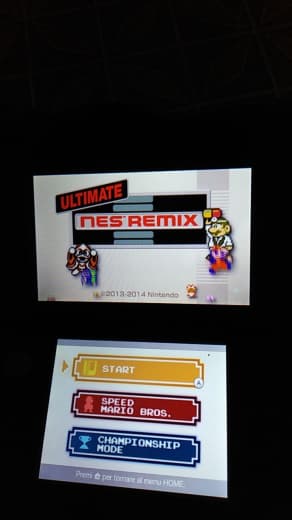 ULTIMATE
NES® REMIX
©2013-2014 Nintendo
START
A
SPEED
MARIO BROS.
CHAMPIONSHIP
MODE
Premi per tornare al menu HOME.